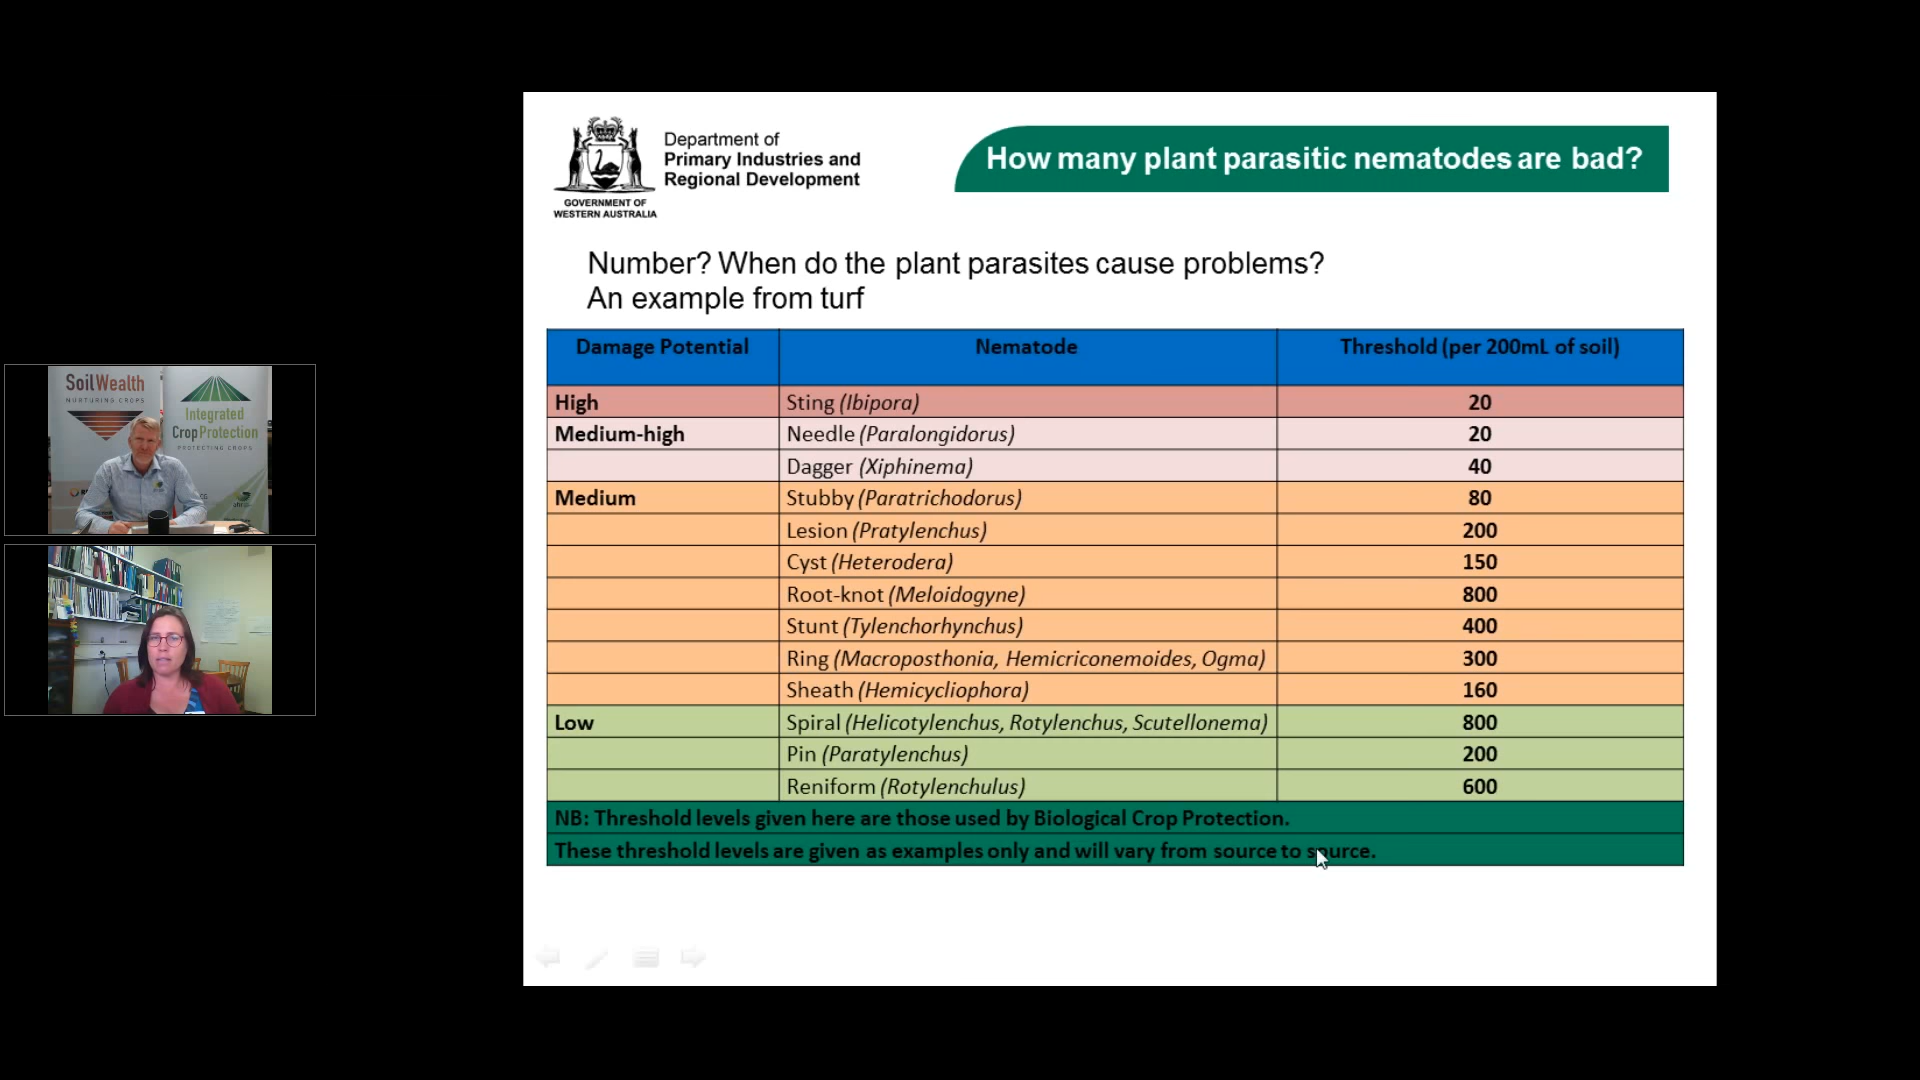 Department of
Primary Industries and
Regional Development
GOVERNMENT OF
WESTERN AUSTRALIA
How many plant parasitic nematodes are bad?
Number? When do the plant parasites cause problems?
An example from turf
Damage Potential Nematode Threshold (per 200mL of soil)
High Sting (Ibipora) 20
Medium-high Needle (Paralongidorus) 20
Dagger (Xiphinema) 40
Medium Stubby (Paratrichodorus) 80
Lesion (Pratylenchus) 200
Cyst (Heterodera) 150
Root-knot (Meloidogyne) 800
Stunt (Tylenchorhynchus) 400
Ring (Macroposthonia, Hemicriconemoides, Ogma) 300
Sheath (Hemicycliophora) 160
Low Spiral (Helicotylenchus, Rotylenchus, Scutellonema) 800
Pin (Paratylenchus) 200
Reniform (Rotylenchulus) 600
NB: Threshold levels given here are those used by Biological Crop Protection.
These threshold levels are given as examples only and will vary from source to source.
SoilWealth
NURTURING CROPS
Integrated
CropProtection
PROTECTING CROPS